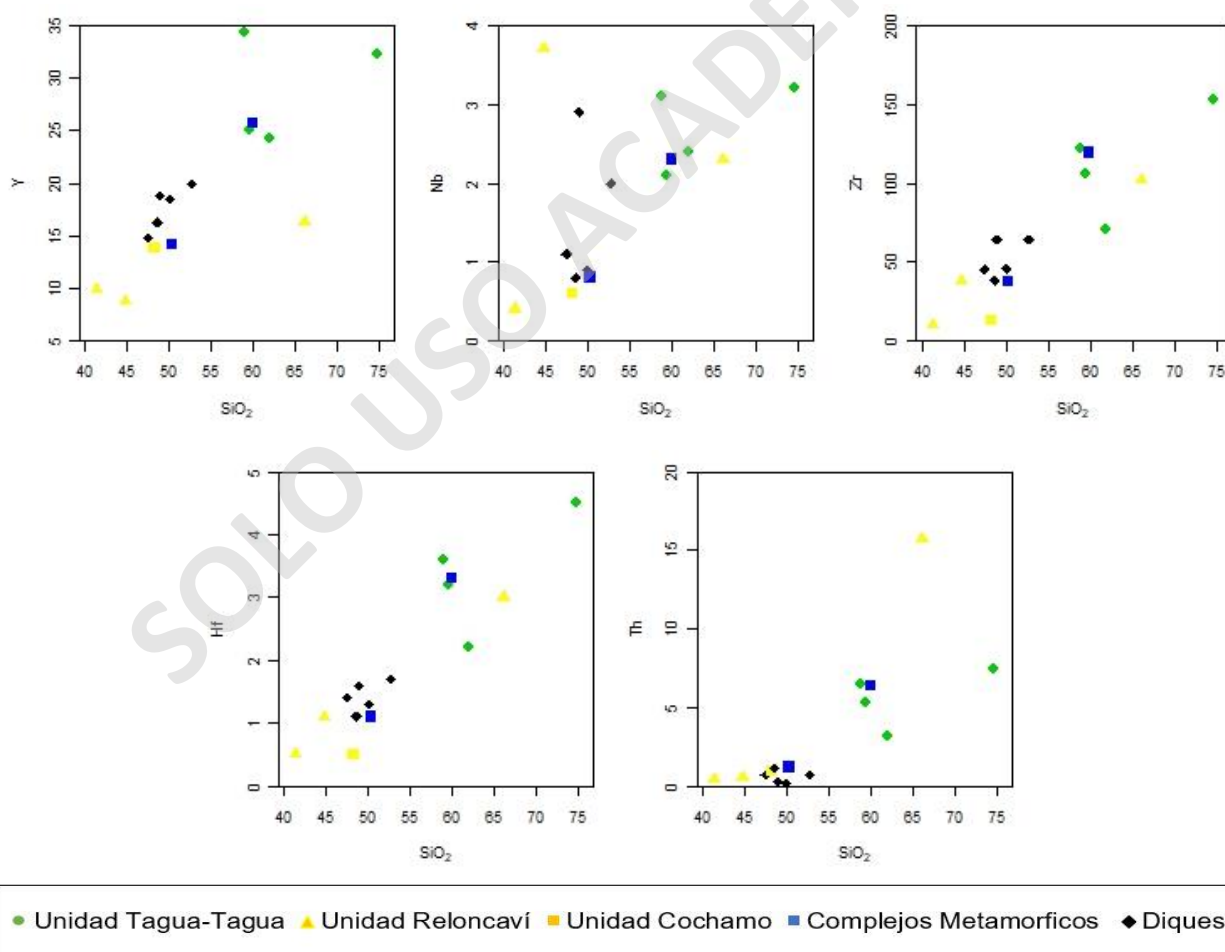 SOLO USO ACADE
35
30
25
20
15
10
5
Y
40 45 50 55 60 65 70 75
SiO₂
4
3
2
1
0
Nb
40 45 50 55 60 65 70 75
SiO₂
200
150
100
50
0
Zr
40 45 50 55 60 65 70 75
SiO₂
5
4
3
2
1
0
Hf
40 45 50 55 60 65 70 75
SiO₂
20
15
10
5
0
Th
40 45 50 55 60 65 70 75
SiO₂
Unidad Tagua-Tagua Unidad Reloncaví Unidad Cochamo Complejos Metamorficos Diques